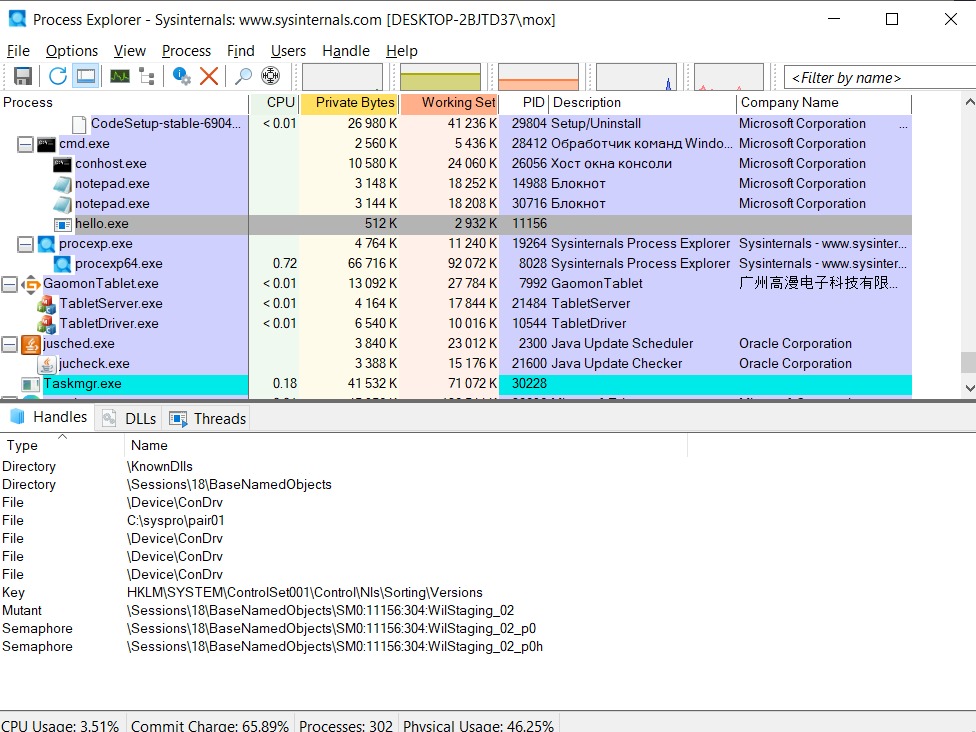 Process Explorer - Sysinternals: www.sysinternals.com [DESKTOP-2BJTD37\mox]
File Options View Process Find Users Handle Help
<Filter by name>
Process CPU Private Bytes Working Set PID Description Company Name
CodeSetup-stable-6904... < 0.01 26 980 K 41 236 K 29804 Setup/Uninstall Microsoft Corporation ...
cmd.exe 2 560 K 5 436 K 28412 Обработчик команд Windo... Microsoft Corporation
conhost.exe 10 580 K 24 060 K 26056 Хост окна консоли Microsoft Corporation
notepad.exe 3 148 K 18 252 K 14988 Блокнот Microsoft Corporation
notepad.exe 3 144 K 18 208 K 30716 Блокнот Microsoft Corporation
hello.exe 512 K 2 932 K 11156
procexp.exe 4 764 K 11 240 K 19264 Sysinternals Process Explorer Sysinternals - www.sysinter...
procexp64.exe 0.72 66 716 K 92 072 K 8028 Sysinternals Process Explorer Sysinternals - www.sysinter...
GaomonTablet.exe < 0.01 13 092 K 27 784 K 7992 GaomonTablet 广州高漫电子科技有限...
TabletServer.exe < 0.01 4 164 K 17 844 K 21484 TabletServer
TabletDriver.exe < 0.01 6 540 K 10 016 K 10544 TabletDriver
jusched.exe 3 840 K 23 012 K 2300 Java Update Scheduler Oracle Corporation
jucheck.exe 3 388 K 15 176 K 21600 Java Update Checker Oracle Corporation
Taskmgr.exe 0.18 41 532 K 71 072 K 30228
Handles DLLs Threads
Type Name
Directory \KnownDlls
Directory \Sessions\18\BaseNamedObjects
File \Device\ConDrv
File C:\syspro\pair01
File \Device\ConDrv
File \Device\ConDrv
File \Device\ConDrv
Key HKLM\SYSTEM\ControlSet001\Control\Nls\Sorting\Versions
Mutant \Sessions\18\BaseNamedObjects\SM0:11156:304:WilStaging_02
Semaphore \Sessions\18\BaseNamedObjects\SM0:11156:304:WilStaging_02_p0
Semaphore \Sessions\18\BaseNamedObjects\SM0:11156:304:WilStaging_02_p0h
CPU Usage: 3.51% Commit Charge: 65.89% Processes: 302 Physical Usage: 46.25%